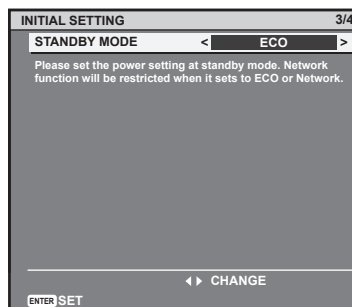 INITIAL SETTING 3/4
STANDBY MODE < ECO >
Please set the power setting at standby mode. Network
function will be restricted when it sets to ECO or Network.
◀▶ CHANGE
ENTER SET